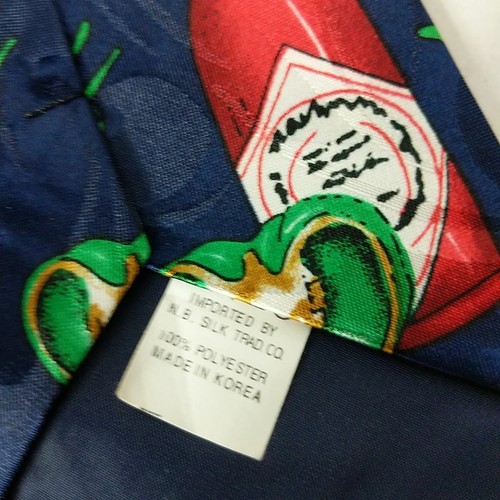 IMPORTED BY
N.B. SILK TRAD CO.
100% POLYESTER
MADE IN KOREA